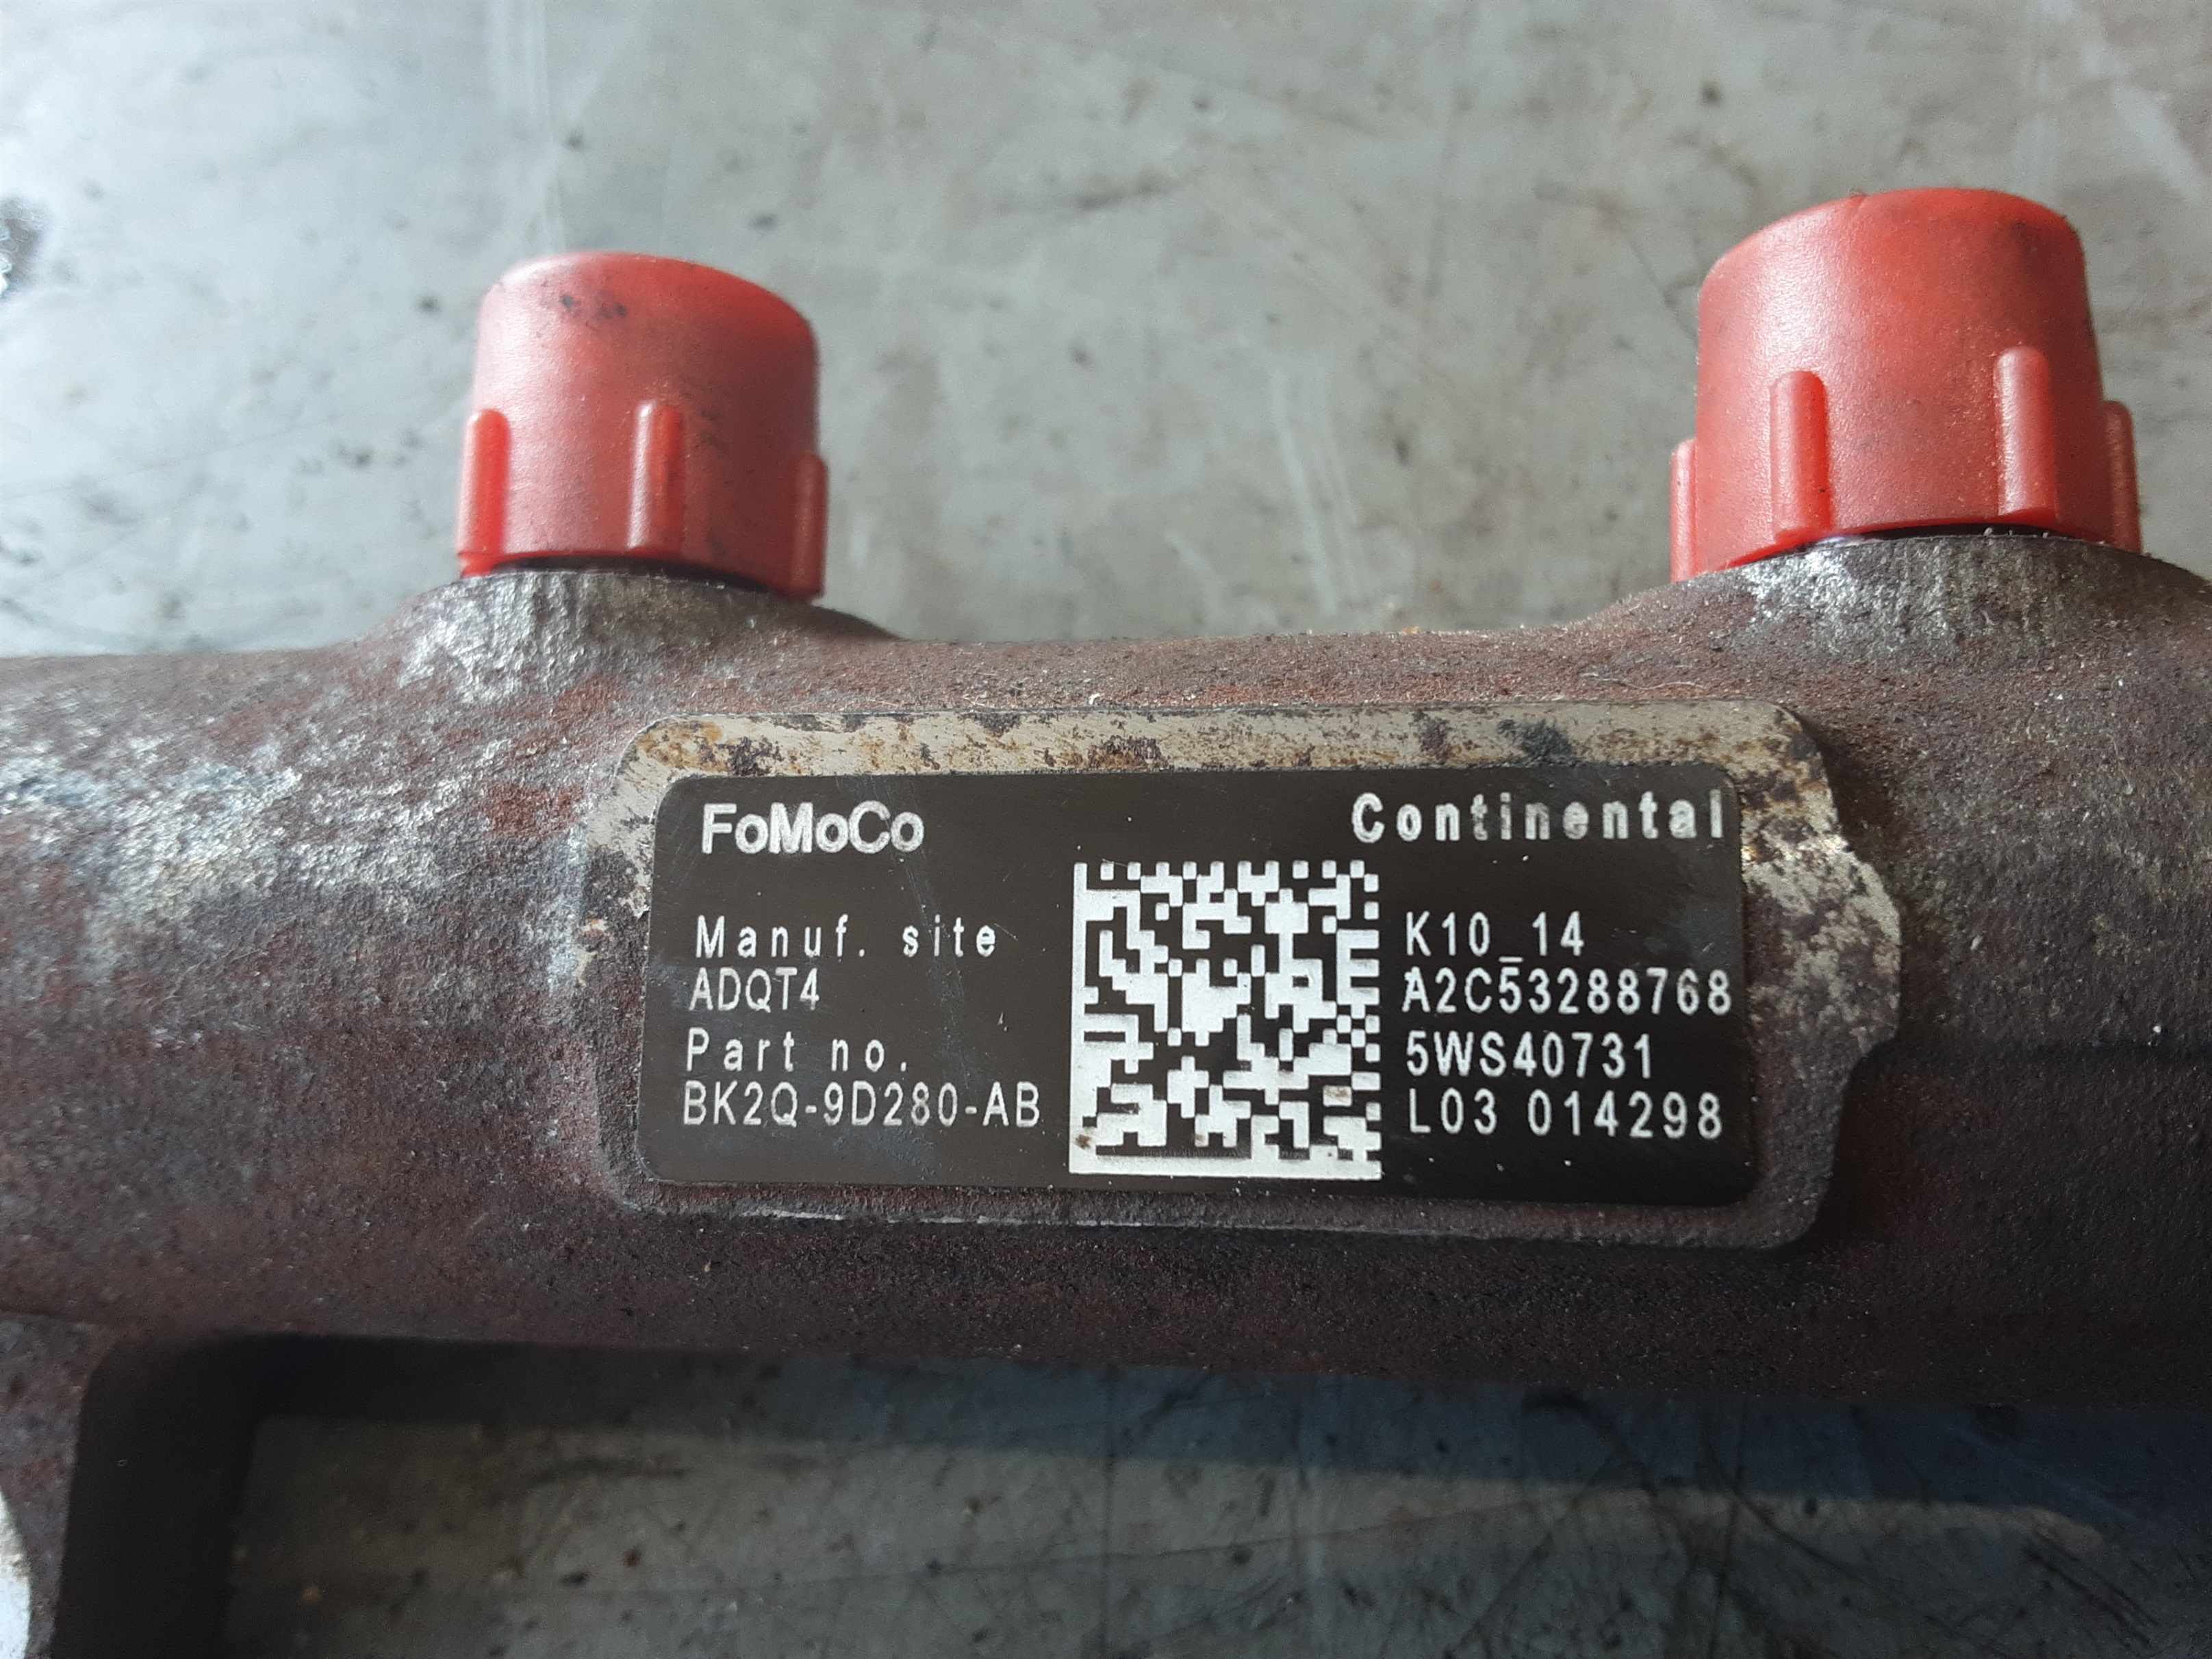 FoMoCo
Continental
Manuf. site
ADQT4
Part no.
BK2Q-9D280-AB
K10_14
A2C53288768
5WS40731
L03 014298